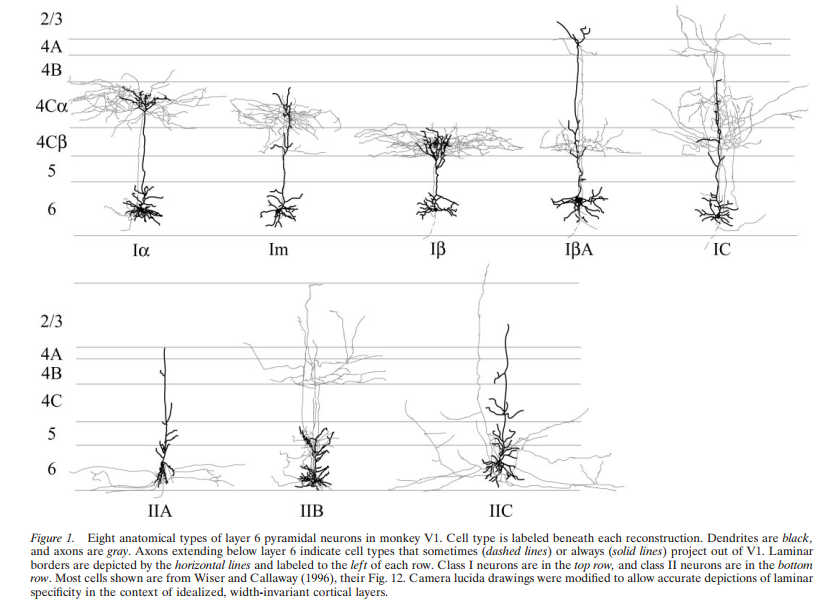 2/3
4A
4B
4Cα
4Cβ
5
6
Iα Im Iβ IβA IC
2/3
4A
4B
4C
5
6
IIA IIB IIC
Figure 1. Eight anatomical types of layer 6 pyramidal neurons in monkey V1. Cell type is labeled beneath each reconstruction. Dendrites are black,
and axons are gray. Axons extending below layer 6 indicate cell types that sometimes (dashed lines) or always (solid lines) project out of V1. Laminar
borders are depicted by the horizontal lines and labeled to the left of each row. Class I neurons are in the top row, and class II neurons are in the bottom
row. Most cells shown are from Wiser and Callaway (1996), their Fig. 12. Camera lucida drawings were modified to allow accurate depictions of laminar
specificity in the context of idealized, width-invariant cortical layers.